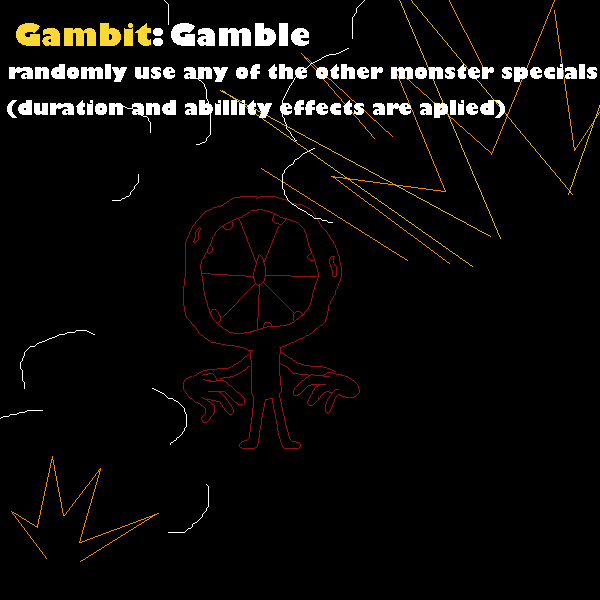 Gambit: Gamble
randomly use any of the other monster specials
(duration and abillity effects are aplied)